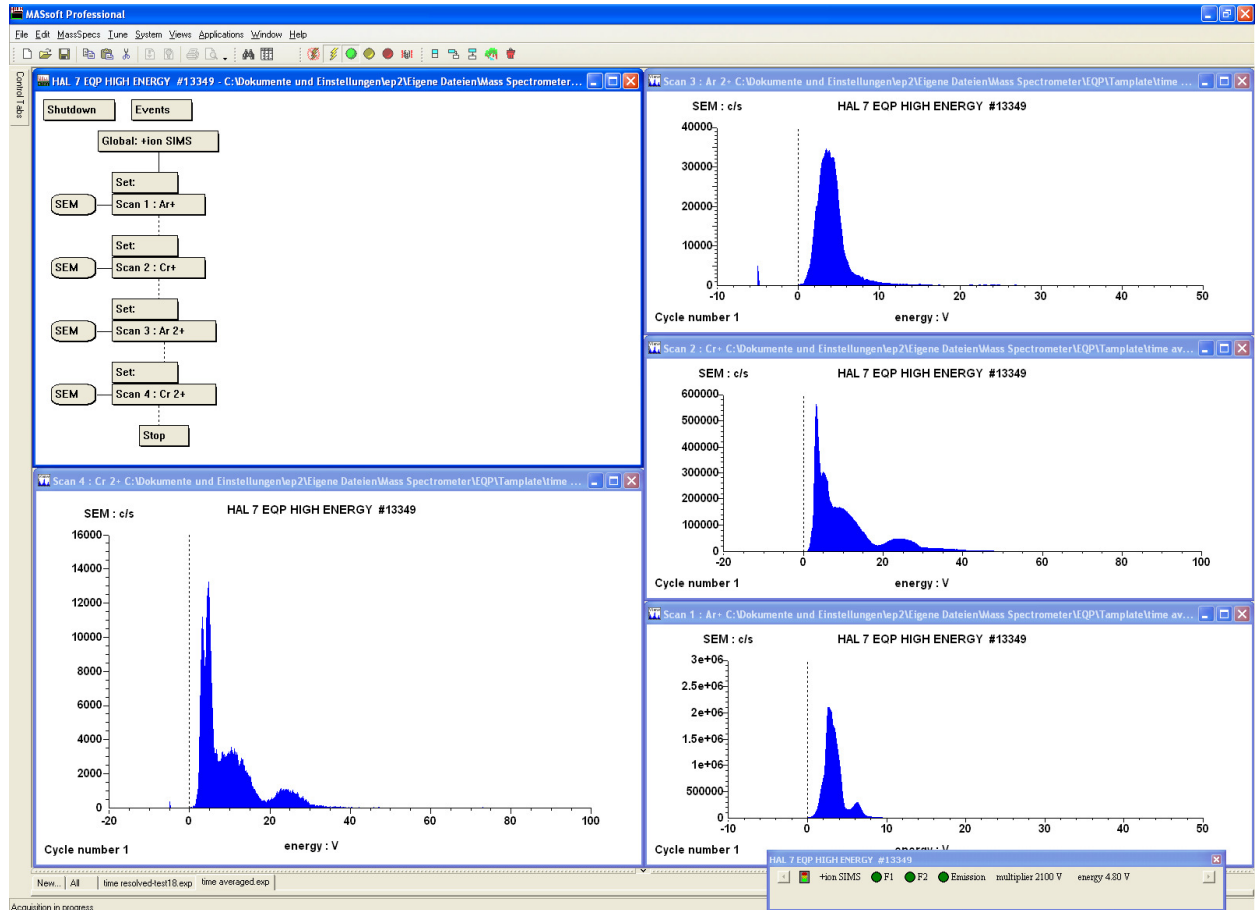 MASsoft Professional
File Edit MassSpecs Tune System Views Applications Window Help
Control Tabs
HAL 7 EQP HIGH ENERGY #13349 - C:\Dokumente und Einstellungen\ep2\Eigene Dateien\Mass Spectrometer...
Shutdown
Events
Global: +ion SIMS
Set:
SEM
Scan 1 : Ar+
Set:
SEM
Scan 2 : Cr+
Set:
SEM
Scan 3 : Ar 2+
Set:
SEM
Scan 4 : Cr 2+
Stop
Scan 3 : Ar 2+ C:\Dokumente und Einstellungen\ep2\Eigene Dateien\Mass Spectrometer\EQP\Tamplate\time ...
SEM : c/s
HAL 7 EQP HIGH ENERGY #13349
40000
30000
20000
10000
0
-10 0 10 20 30 40 50
Cycle number 1
energy : V
Scan 2 : Cr+ C:\Dokumente und Einstellungen\ep2\Eigene Dateien\Mass Spectrometer\EQP\Tamplate\time av...
SEM : c/s
HAL 7 EQP HIGH ENERGY #13349
600000
500000
400000
300000
200000
100000
0
-20 0 20 40 60 80 100
Cycle number 1
energy : V
Scan 4 : Cr 2+ C:\Dokumente und Einstellungen\ep2\Eigene Dateien\Mass Spectrometer\EQP\Tamplate\time ...
SEM : c/s
HAL 7 EQP HIGH ENERGY #13349
16000
14000
12000
10000
8000
6000
4000
2000
0
-20 0 20 40 60 80 100
Cycle number 1
energy : V
Scan 1 : Ar+ C:\Dokumente und Einstellungen\ep2\Eigene Dateien\Mass Spectrometer\EQP\Tamplate\time av...
SEM : c/s
HAL 7 EQP HIGH ENERGY #13349
3e+06
2.5e+06
2e+06
1.5e+06
1e+06
500000
0
-10 0 10 20 30 40 50
Cycle number 1
energy : V
HAL 7 EQP HIGH ENERGY #13349
+ion SIMS F1 F2 Emission multiplier 2100 V energy 4.80 V
New... All time resolved-test18.exp time averaged.exp
Acquisition in progress